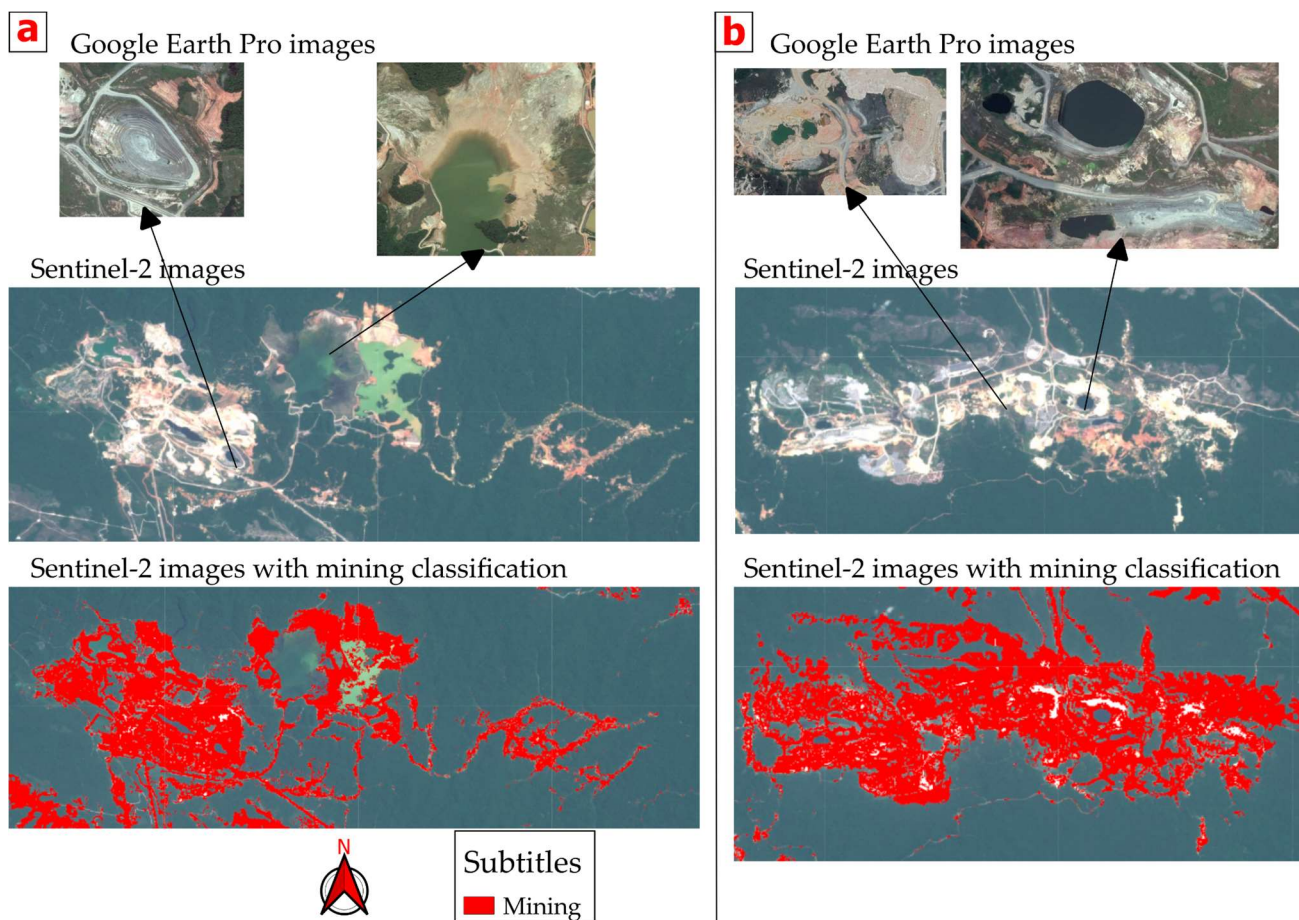 a
Google Earth Pro images
Sentinel-2 images
Sentinel-2 images with mining classification
N
Subtitles
Mining
b
Google Earth Pro images
Sentinel-2 images
Sentinel-2 images with mining classification